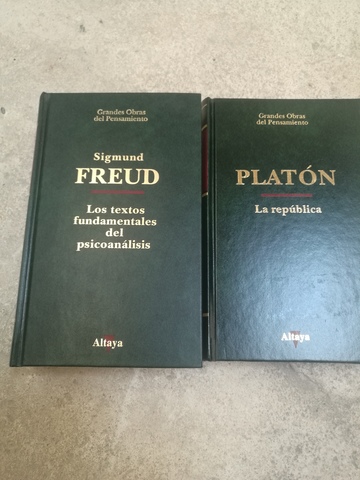 Grandes Obras
del Pensamiento
Sigmund
FREUD
Los textos
fundamentales
del
psicoanálisis
Altaya
Grandes Obras
del Pensamiento
PLATÓN
La república
Altaya